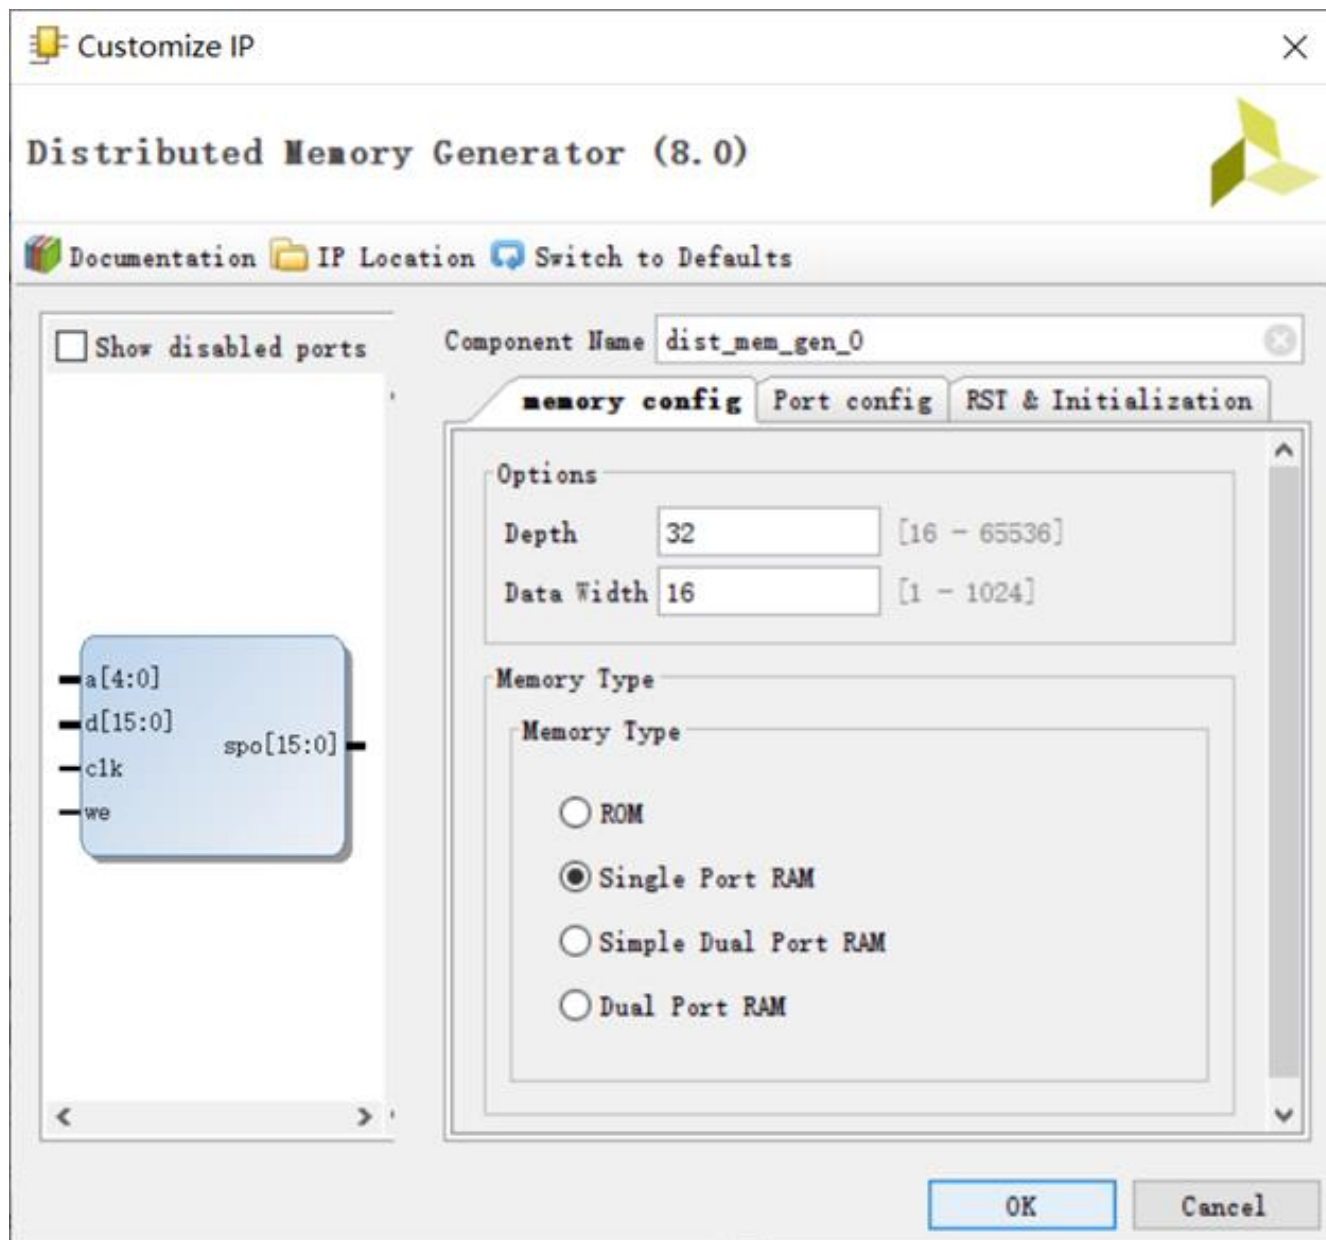 Customize IP
Distributed Memory Generator (8.0)
Documentation IP Location Switch to Defaults
Show disabled ports
Component Name dist_mem_gen_0
memory config Port config RST & Initialization
Options
Depth 32 [16 - 65536]
Data Width 16 [1 - 1024]
a[4:0]
d[15:0]
spo[15:0]
clk
we
Memory Type
Memory Type
ROM
Single Port RAM
Simple Dual Port RAM
Dual Port RAM
OK Cancel